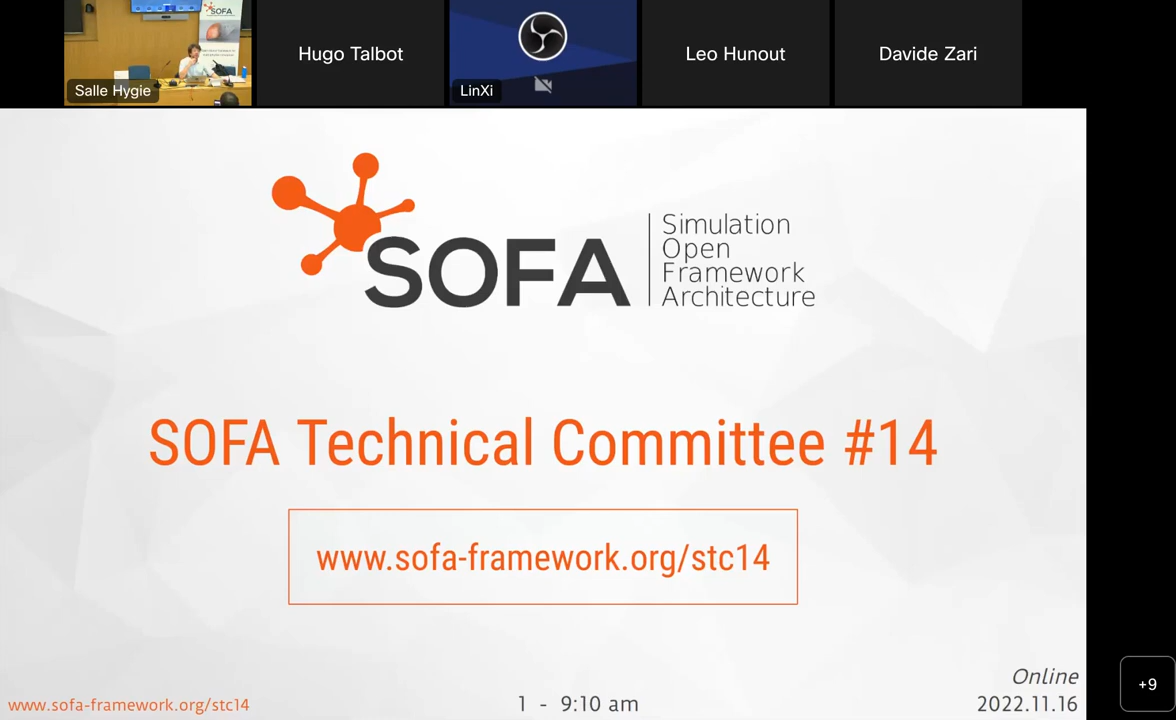 SOFA
Salle Hygie
Hugo Talbot
LinXi
Leo Hunout
Davide Zari
SOFA
Simulation
Open
Framework
Architecture
SOFA Technical Committee #14
www.sofa-framework.org/stc14
Online
www.sofa-framework.org/stc14
1 - 9:10 am
2022.11.16
+9